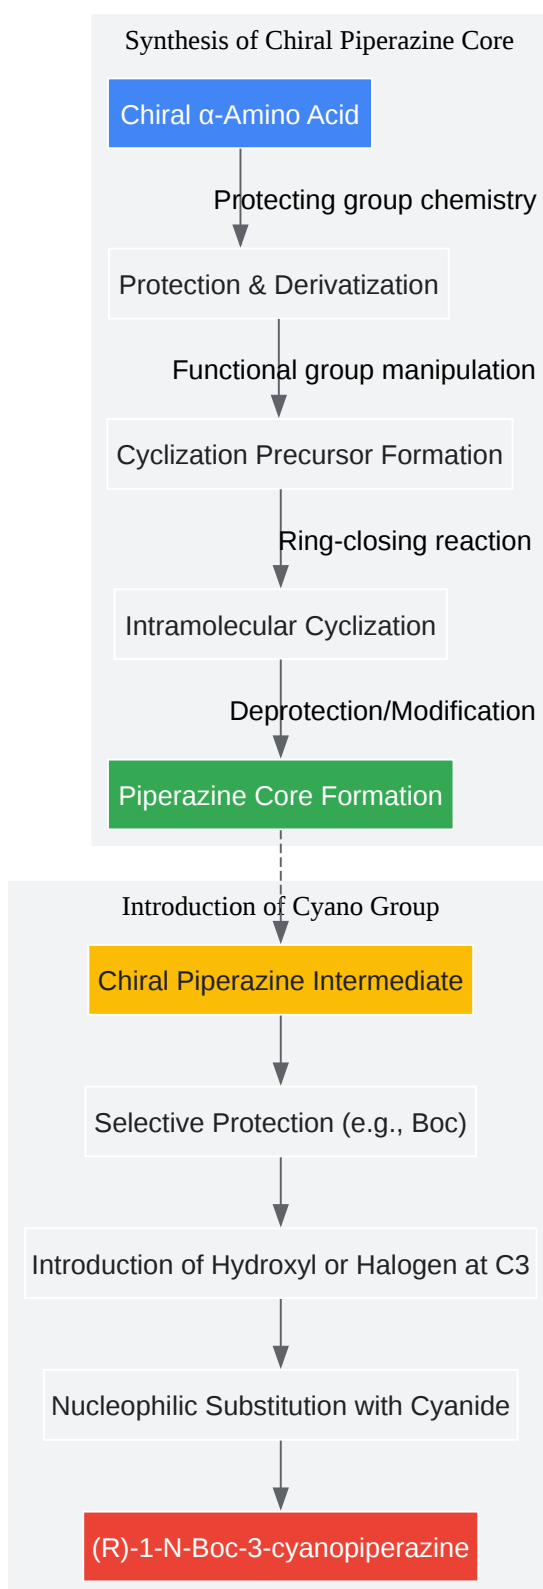 Synthesis of Chiral Piperazine Core
Chiral α-Amino Acid
Protecting group chemistry
Protection & Derivatization
Functional group manipulation
Cyclization Precursor Formation
Ring-closing reaction
Intramolecular Cyclization
Deprotection/Modification
Piperazine Core Formation
Introduction of Cyano Group
Chiral Piperazine Intermediate
Selective Protection (e.g., Boc)
Introduction of Hydroxyl or Halogen at C3
Nucleophilic Substitution with Cyanide
(R)-1-N-Boc-3-cyanopiperazine